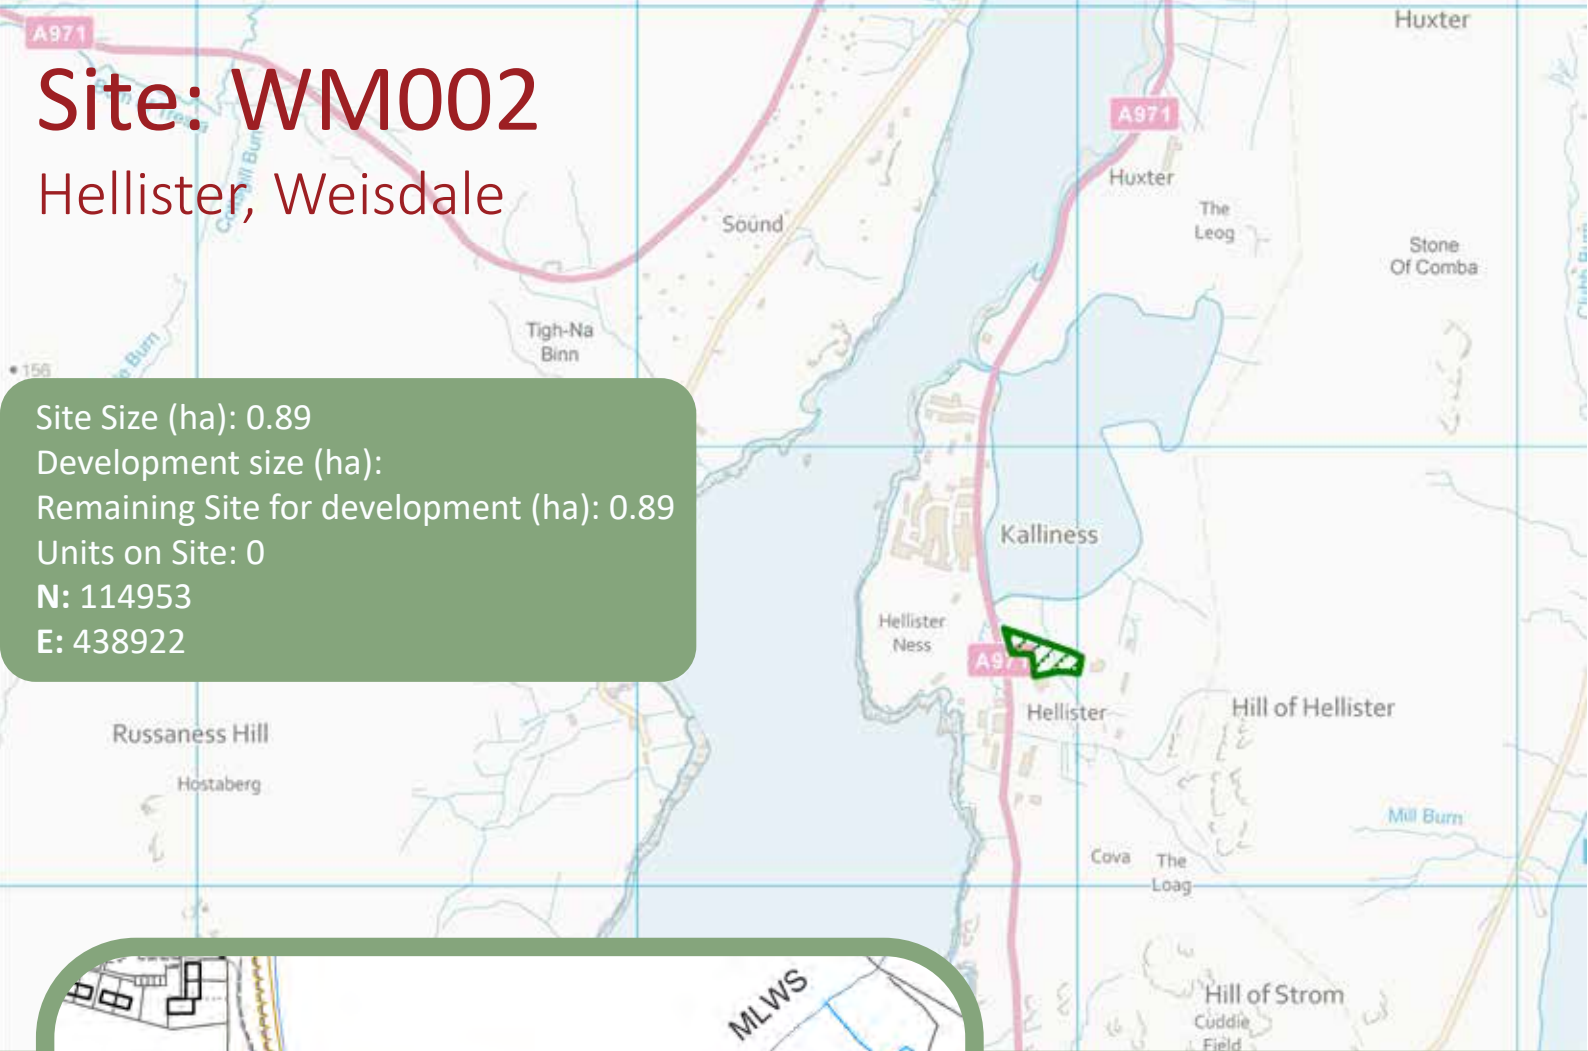 A971
Site: WM002
Hellister, Weisdale
Huxter
A971
Huxter
The
Leog
Sound
Stone
Of Comba
Tigh-Na
Binn
156
Burn
Site Size (ha): 0.89
Development size (ha):
Remaining Site for development (ha): 0.89
Units on Site: 0
N: 114953
E: 438922
Kalliness
Hellister
Ness
A971
Hellister
Hill of Hellister
Russaness Hill
Hostaberg
Mill Burn
Cova
The
Loag
MLWS
Hill of Strom
Cuddie
Field